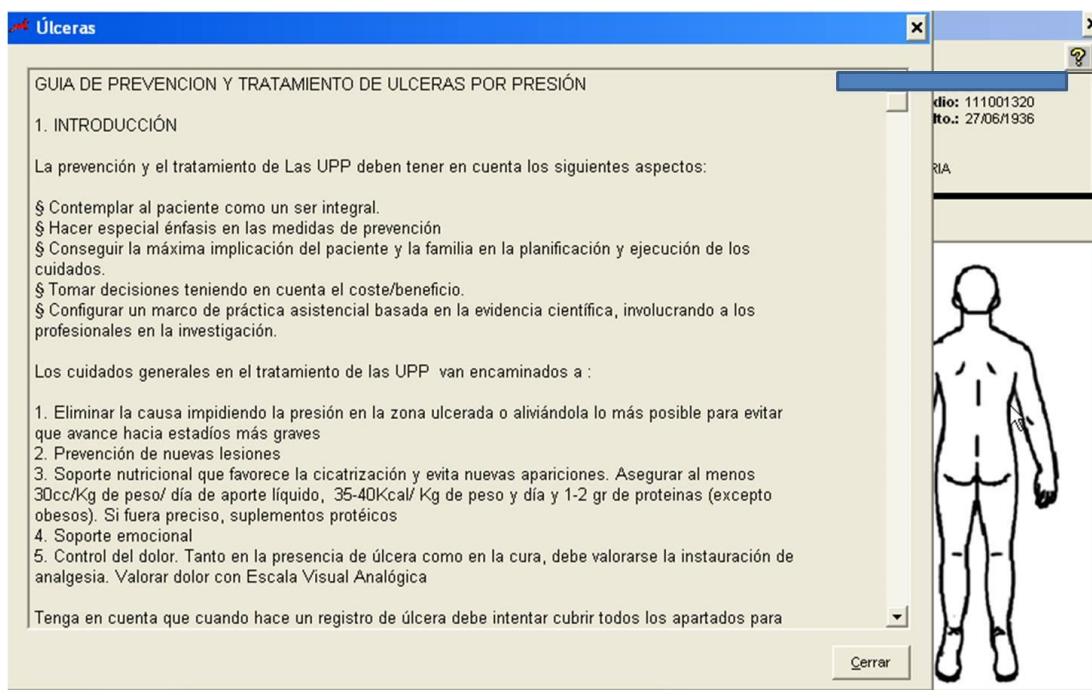 Úlceras
GUIA DE PREVENCION Y TRATAMIENTO DE ULCERAS POR PRESIÓN
1. INTRODUCCIÓN
La prevención y el tratamiento de Las UPP deben tener en cuenta los siguientes aspectos:
§ Contemplar al paciente como un ser integral.
§ Hacer especial énfasis en las medidas de prevención
§ Conseguir la máxima implicación del paciente y la familia en la planificación y ejecución de los
cuidados.
§ Tomar decisiones teniendo en cuenta el coste/beneficio.
§ Configurar un marco de práctica asistencial basada en la evidencia científica, involucrando a los
profesionales en la investigación.
Los cuidados generales en el tratamiento de las UPP van encaminados a :
1. Eliminar la causa impidiendo la presión en la zona ulcerada o aliviándola lo más posible para evitar
que avance hacia estadíos más graves
2. Prevención de nuevas lesiones
3. Soporte nutricional que favorece la cicatrización y evita nuevas apariciones. Asegurar al menos
30cc/Kg de peso/ día de aporte líquido, 35-40Kcal/ Kg de peso y día y 1-2 gr de proteinas (excepto
obesos). Si fuera preciso, suplementos protéicos
4. Soporte emocional
5. Control del dolor. Tanto en la presencia de úlcera como en la cura, debe valorarse la instauración de
analgesia. Valorar dolor con Escala Visual Analógica
Tenga en cuenta que cuando hace un registro de úlcera debe intentar cubrir todos los apartados para
Cerrar
?
dio: 111001320
lto.: 27/06/1936
RIA